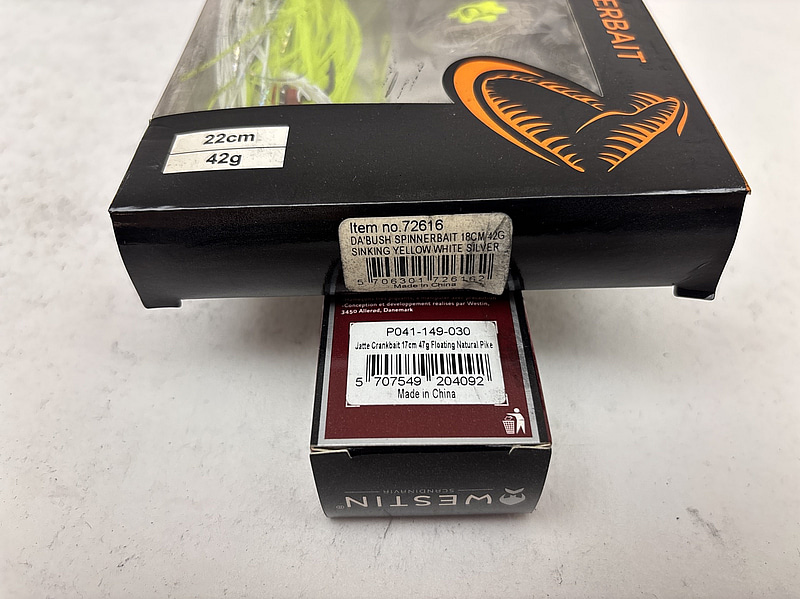 ERBAIT
22cm
42g
Item no.72616
DA'BUSH SPINNERBAIT 18CM 42G
SINKING YELLOW WHITE SILVER
5 706301 726162
Made in China
Conception et développement réalisés par Westin,
3450 Allerød, Danemark
P041-149-030
Jatte Crankbait 17cm 47g Floating Natural Pike
5 707549 204092
Made in China
WESTIN®
SCANDINAVIA